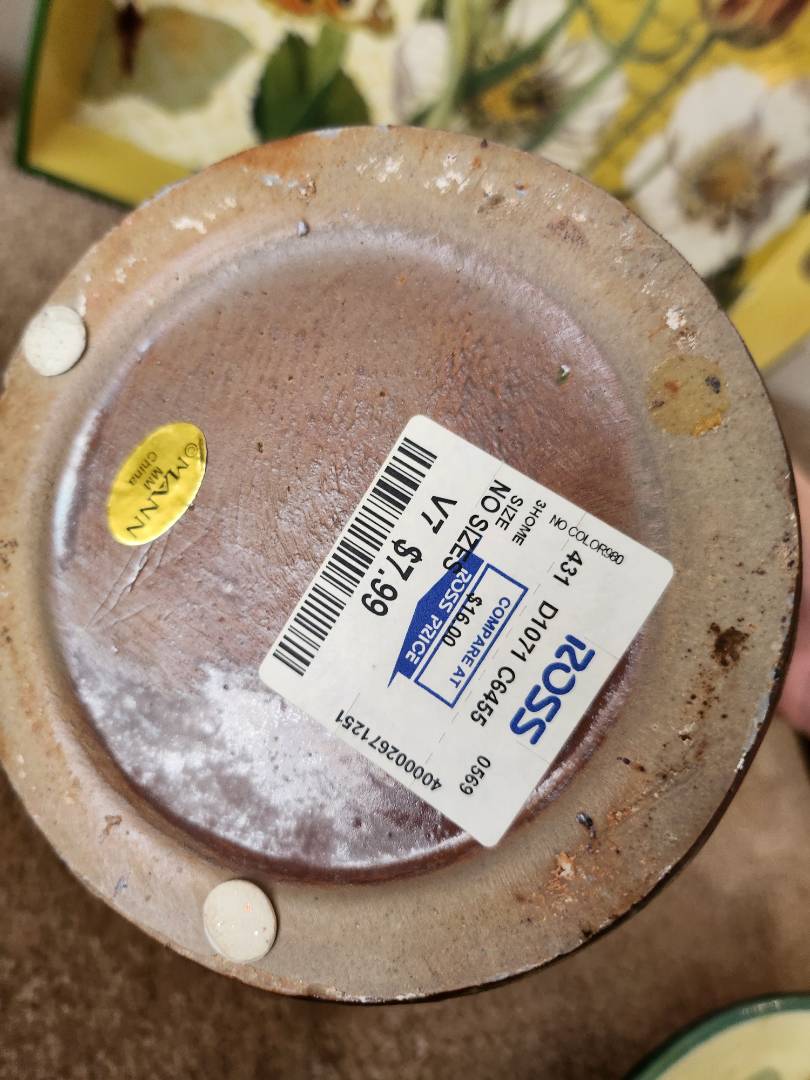 © MANN
MM
China
ROSS
431 D1071 C6455 0569
NO COLOR980
3HOME
SIZE
NO SIZES
COMPARE AT
$16.00
ROSS PRICE
V7 $7.99
400002671251